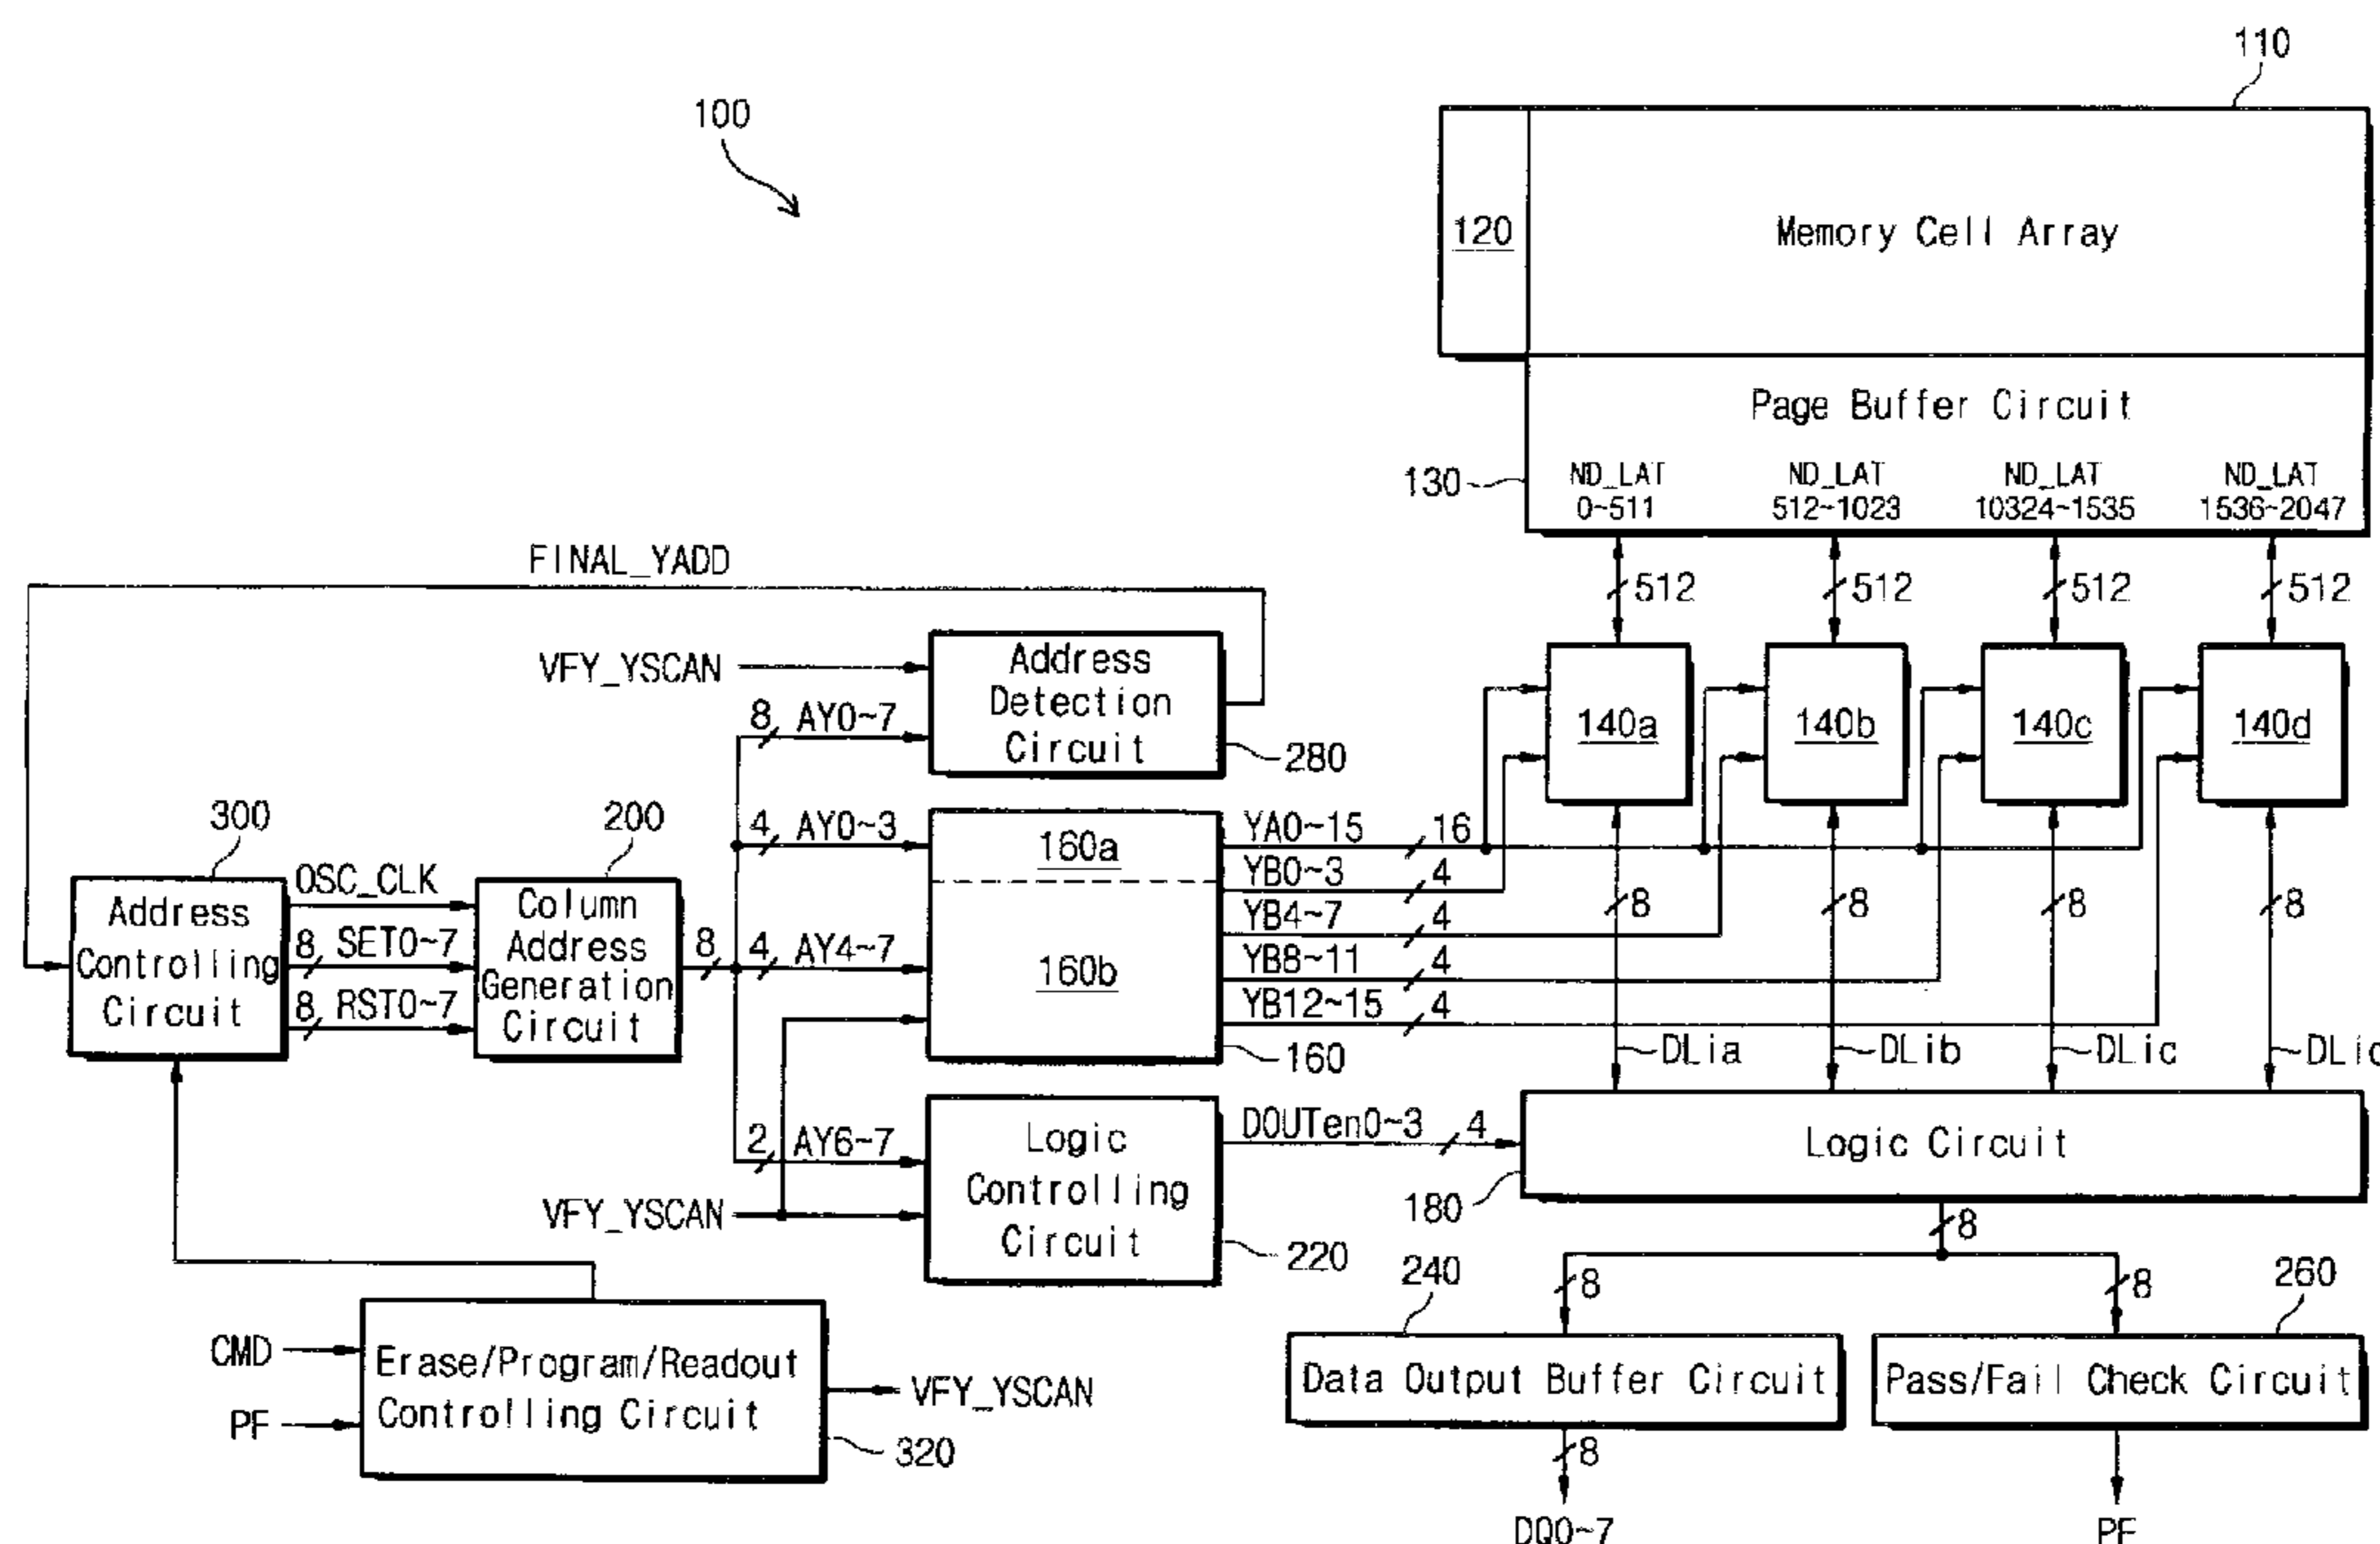 110
100
120
Memory Cell Array
Page Buffer Circuit
130
ND_LAT
0~511
ND_LAT
512~1023
ND_LAT
10324~1535
ND_LAT
1536~2047
512
512
512
512
FINAL_YADD
VFY_YSCAN
Address
Detection
Circuit
280
8 AY0~7
140a
140b
140c
140d
300
200
4 AY0~3
160a
YA0~15
16
YB0~3
4
YB4~7
4
YB8~11
4
YB12~15
4
Address
Controlling
Circuit
OSC_CLK
8 SET0~7
8 RST0~7
Column
Address
Generation
Circuit
8
4 AY4~7
160b
160
8
8
8
8
DLia
DLib
DLic
2 AY6~7
VFY_YSCAN
Logic
Controlling
Circuit
220
DOUTen0~3
4
Logic Circuit
180
8
240
8
8
260
CMD
PF
Erase/Program/Readout
Controlling Circuit
320
VFY_YSCAN
Data Output Buffer Circuit
Pass/Fail Check Circuit
8
DQ0~7
PF